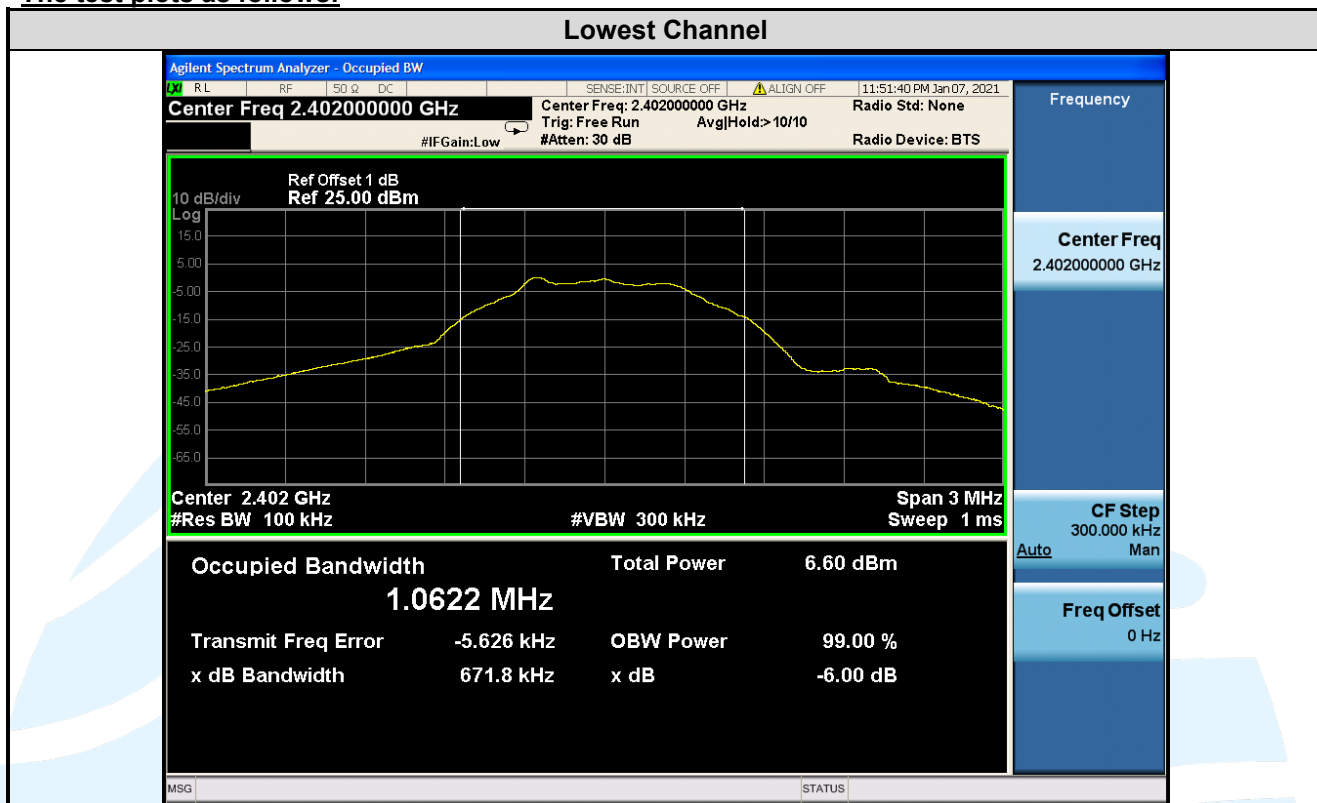 The test plots as follows:
Lowest Channel
Agilent Spectrum Analyzer - Occupied BW
LXI RL RF 50 Ω DC SENSE:INT SOURCE OFF ⚠ALIGN OFF 11:51:40 PM Jan 07, 2021
Center Freq 2.402000000 GHz Center Freq: 2.402000000 GHz Radio Std: None
Trig: Free Run Avg|Hold:>10/10
#IFGain:Low #Atten: 30 dB Radio Device: BTS
Frequency
Ref Offset 1 dB
10 dB/div Ref 25.00 dBm
Log
15.0
5.00
-5.00
-15.0
-25.0
-35.0
-45.0
-55.0
-65.0
Center 2.402 GHz Span 3 MHz
#Res BW 100 kHz #VBW 300 kHz Sweep 1 ms
Occupied Bandwidth Total Power 6.60 dBm
1.0622 MHz
Transmit Freq Error -5.626 kHz OBW Power 99.00 %
x dB Bandwidth 671.8 kHz x dB -6.00 dB
Center Freq
2.402000000 GHz
CF Step
300.000 kHz
Auto Man
Freq Offset
0 Hz
MSG STATUS